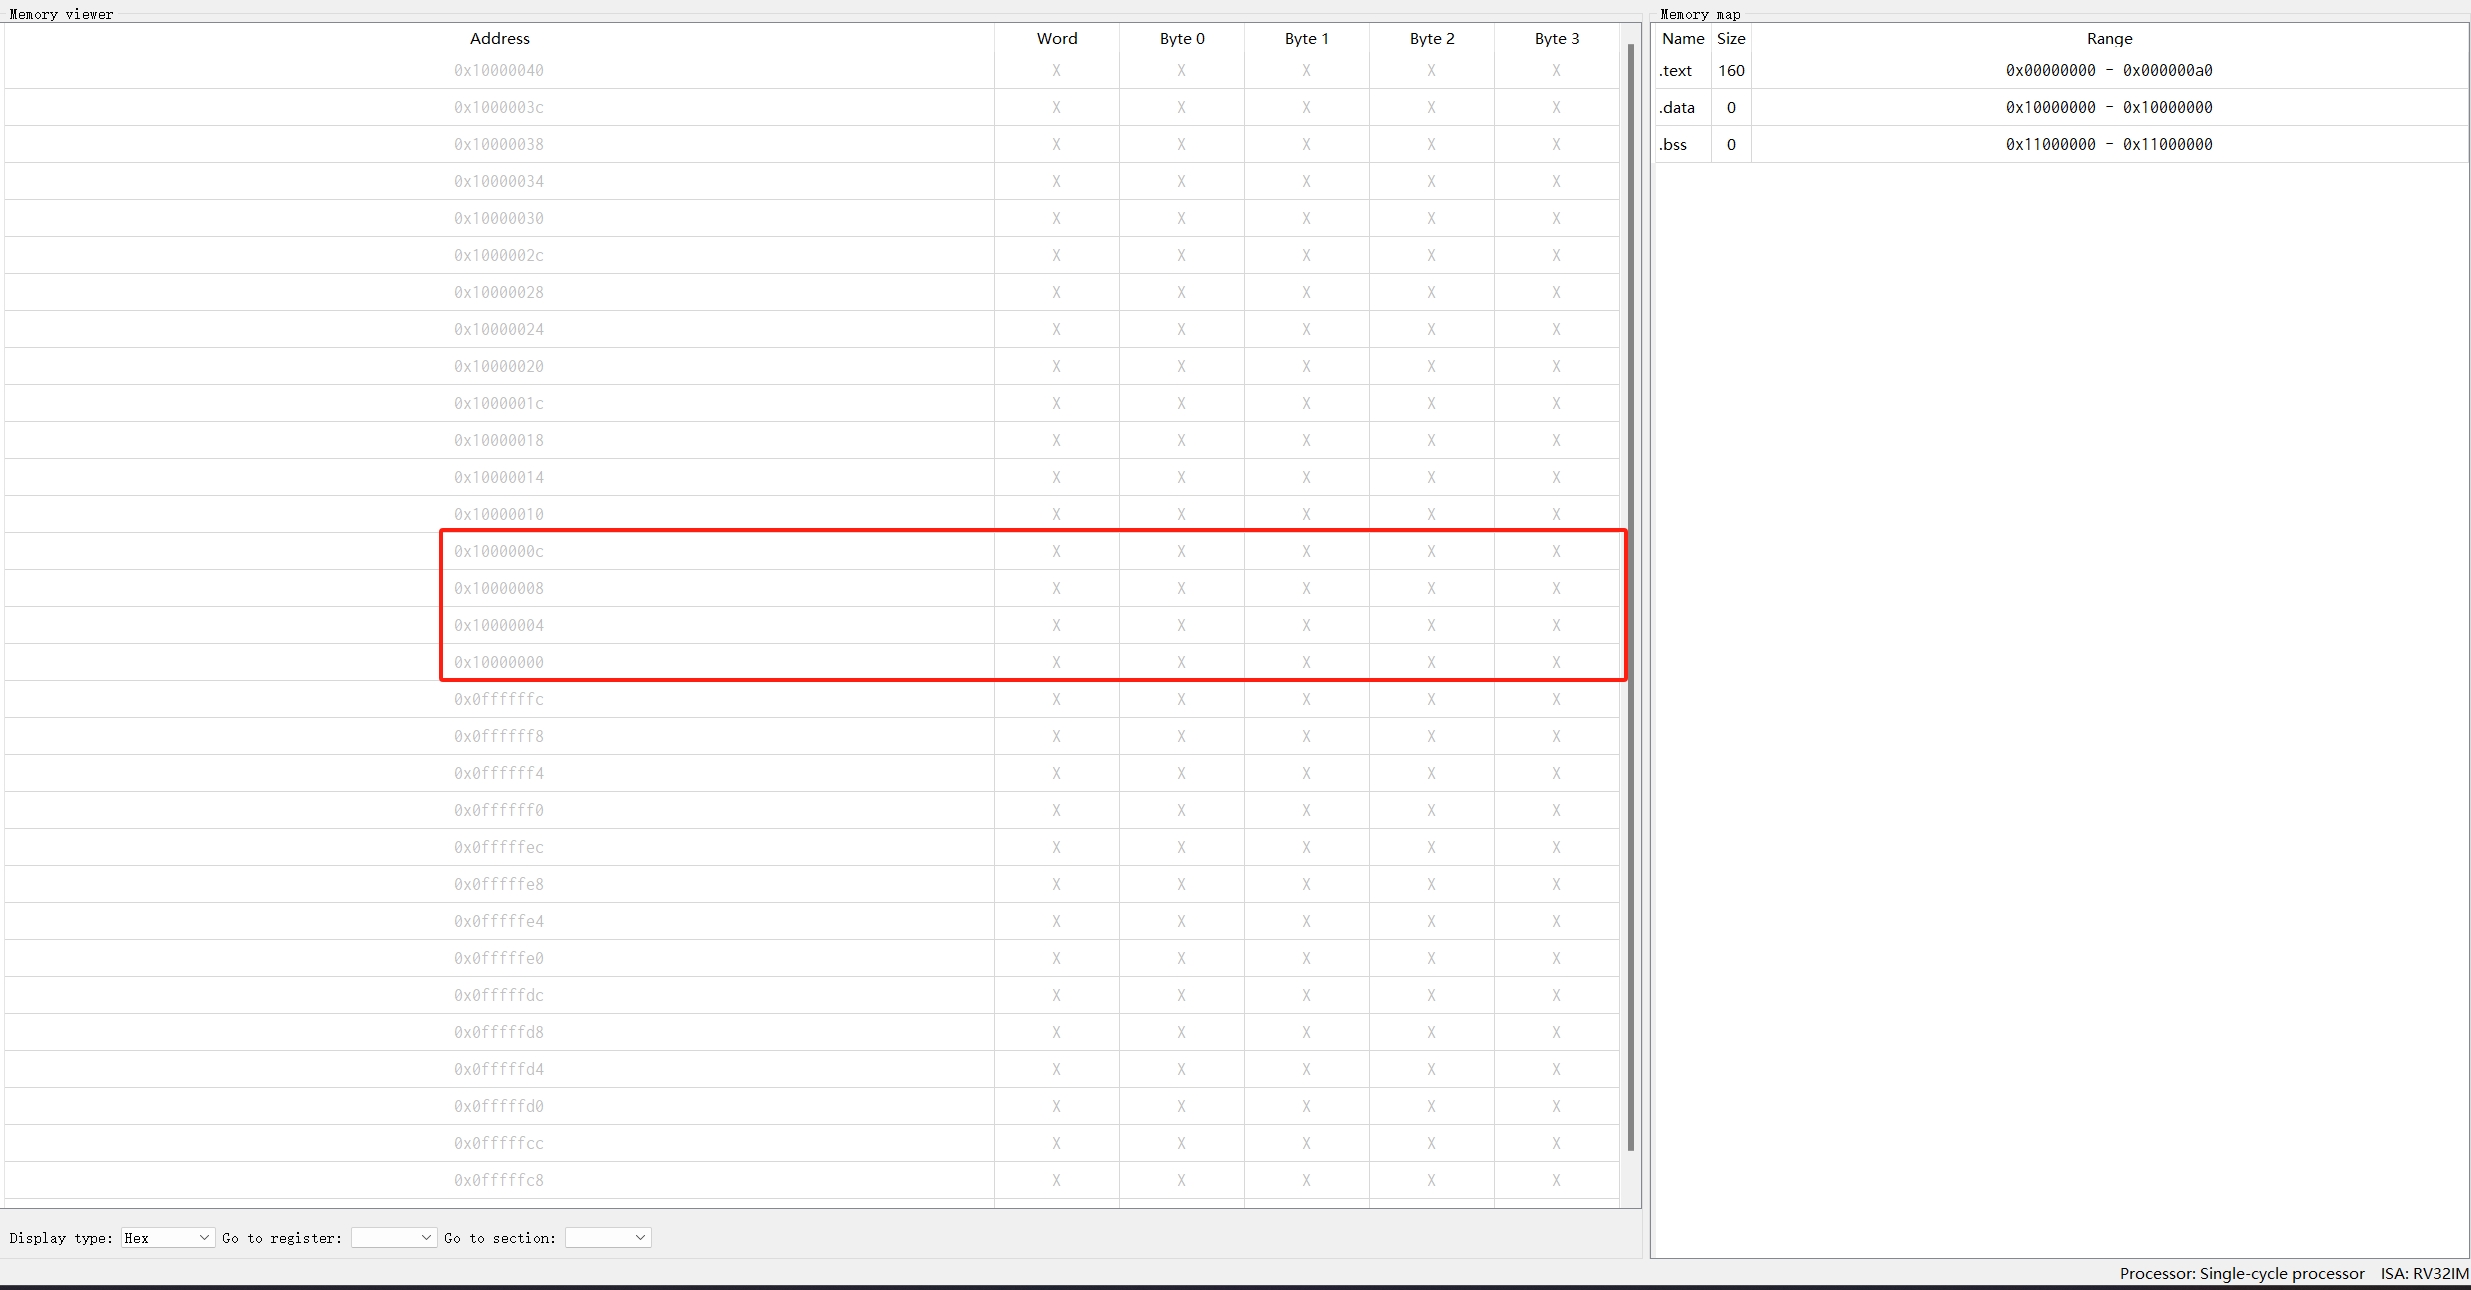 Memory viewer
Address Word Byte 0 Byte 1 Byte 2 Byte 3
0x10000040 X X X X X
0x1000003c X X X X X
0x10000038 X X X X X
0x10000034 X X X X X
0x10000030 X X X X X
0x1000002c X X X X X
0x10000028 X X X X X
0x10000024 X X X X X
0x10000020 X X X X X
0x1000001c X X X X X
0x10000018 X X X X X
0x10000014 X X X X X
0x10000010 X X X X X
0x1000000c X X X X X
0x10000008 X X X X X
0x10000004 X X X X X
0x10000000 X X X X X
0x0ffffffc X X X X X
0x0ffffff8 X X X X X
0x0ffffff4 X X X X X
0x0ffffff0 X X X X X
0x0fffffec X X X X X
0x0fffffe8 X X X X X
0x0fffffe4 X X X X X
0x0fffffe0 X X X X X
0x0fffffdc X X X X X
0x0fffffd8 X X X X X
0x0fffffd4 X X X X X
0x0fffffd0 X X X X X
0x0fffffcc X X X X X
0x0fffffc8 X X X X X
Display type: Hex Go to register: Go to section:
Memory map
Name Size Range
.text 160 0x00000000 - 0x000000a0
.data 0 0x10000000 - 0x10000000
.bss 0 0x11000000 - 0x11000000
Processor: Single-cycle processor ISA: RV32IM